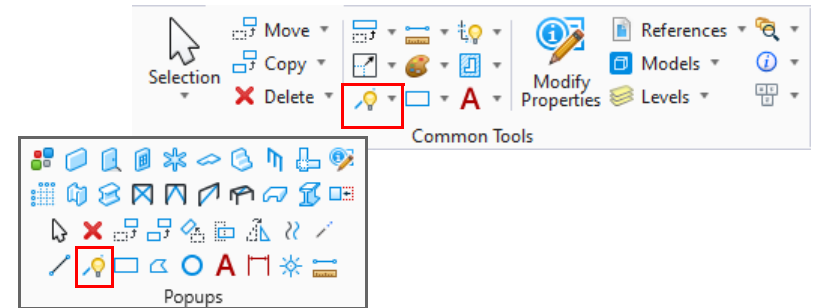 Move
References
Selection
Copy
Modify
Properties
Models
Delete
A
Levels
Common Tools
A
Popups